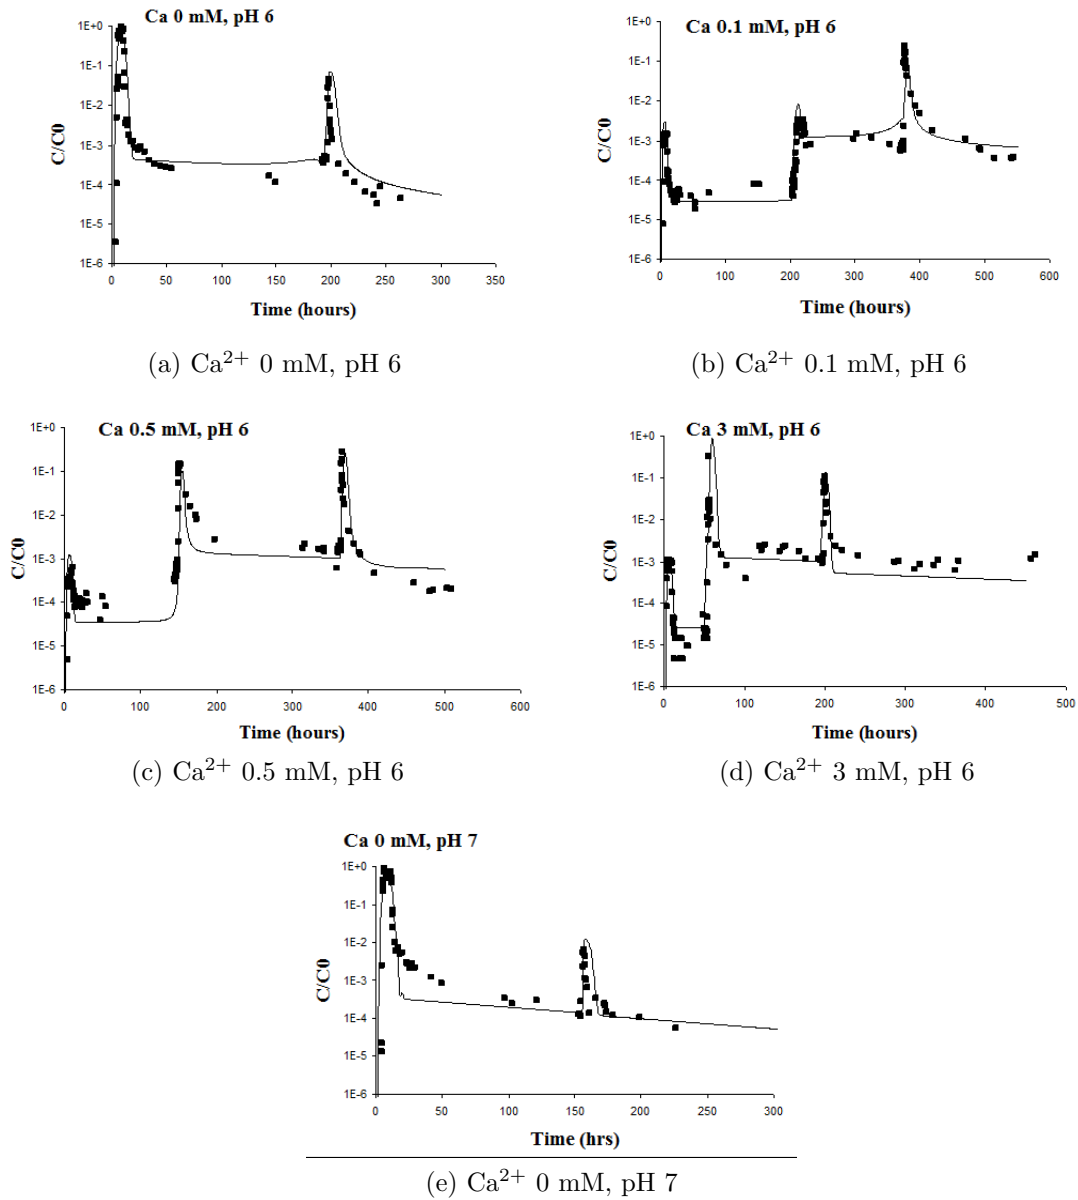 Ca 0 mM, pH 6
1E+0
1E-1
1E-2
1E-3
1E-4
1E-5
1E-6
C/C0
0 50 100 150 200 250 300 350
Time (hours)
(a) Ca²⁺ 0 mM, pH 6
Ca 0.1 mM, pH 6
1E+0
1E-1
1E-2
1E-3
1E-4
1E-5
1E-6
C/C0
0 100 200 300 400 500 600
Time (hours)
(b) Ca²⁺ 0.1 mM, pH 6
Ca 0.5 mM, pH 6
1E+0
1E-1
1E-2
1E-3
1E-4
1E-5
1E-6
C/C0
0 100 200 300 400 500 600
Time (hours)
(c) Ca²⁺ 0.5 mM, pH 6
Ca 3 mM, pH 6
1E+0
1E-1
1E-2
1E-3
1E-4
1E-5
1E-6
C/C0
0 100 200 300 400 500
Time (hours)
(d) Ca²⁺ 3 mM, pH 6
Ca 0 mM, pH 7
1E+0
1E-1
1E-2
1E-3
1E-4
1E-5
1E-6
C/C0
0 50 100 150 200 250 300
Time (hrs)
(e) Ca²⁺ 0 mM, pH 7